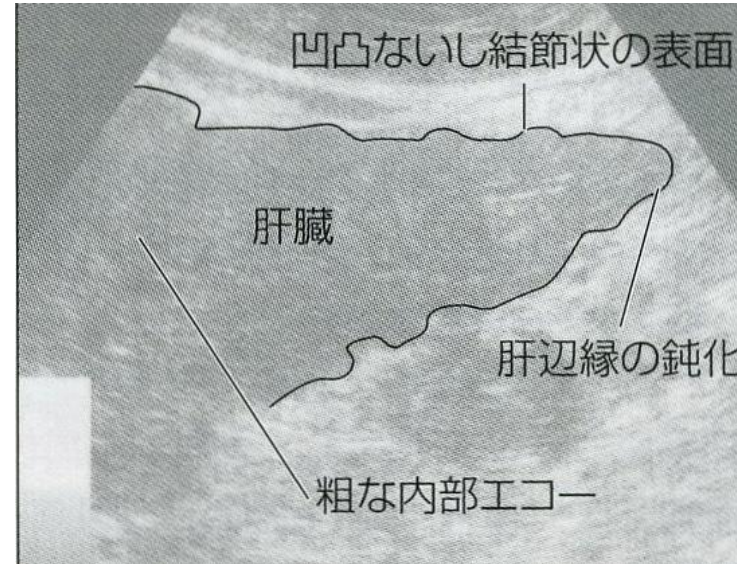 凹凸ないし結節状の表面
肝臓
肝辺縁の鈍化
粗な内部エコー